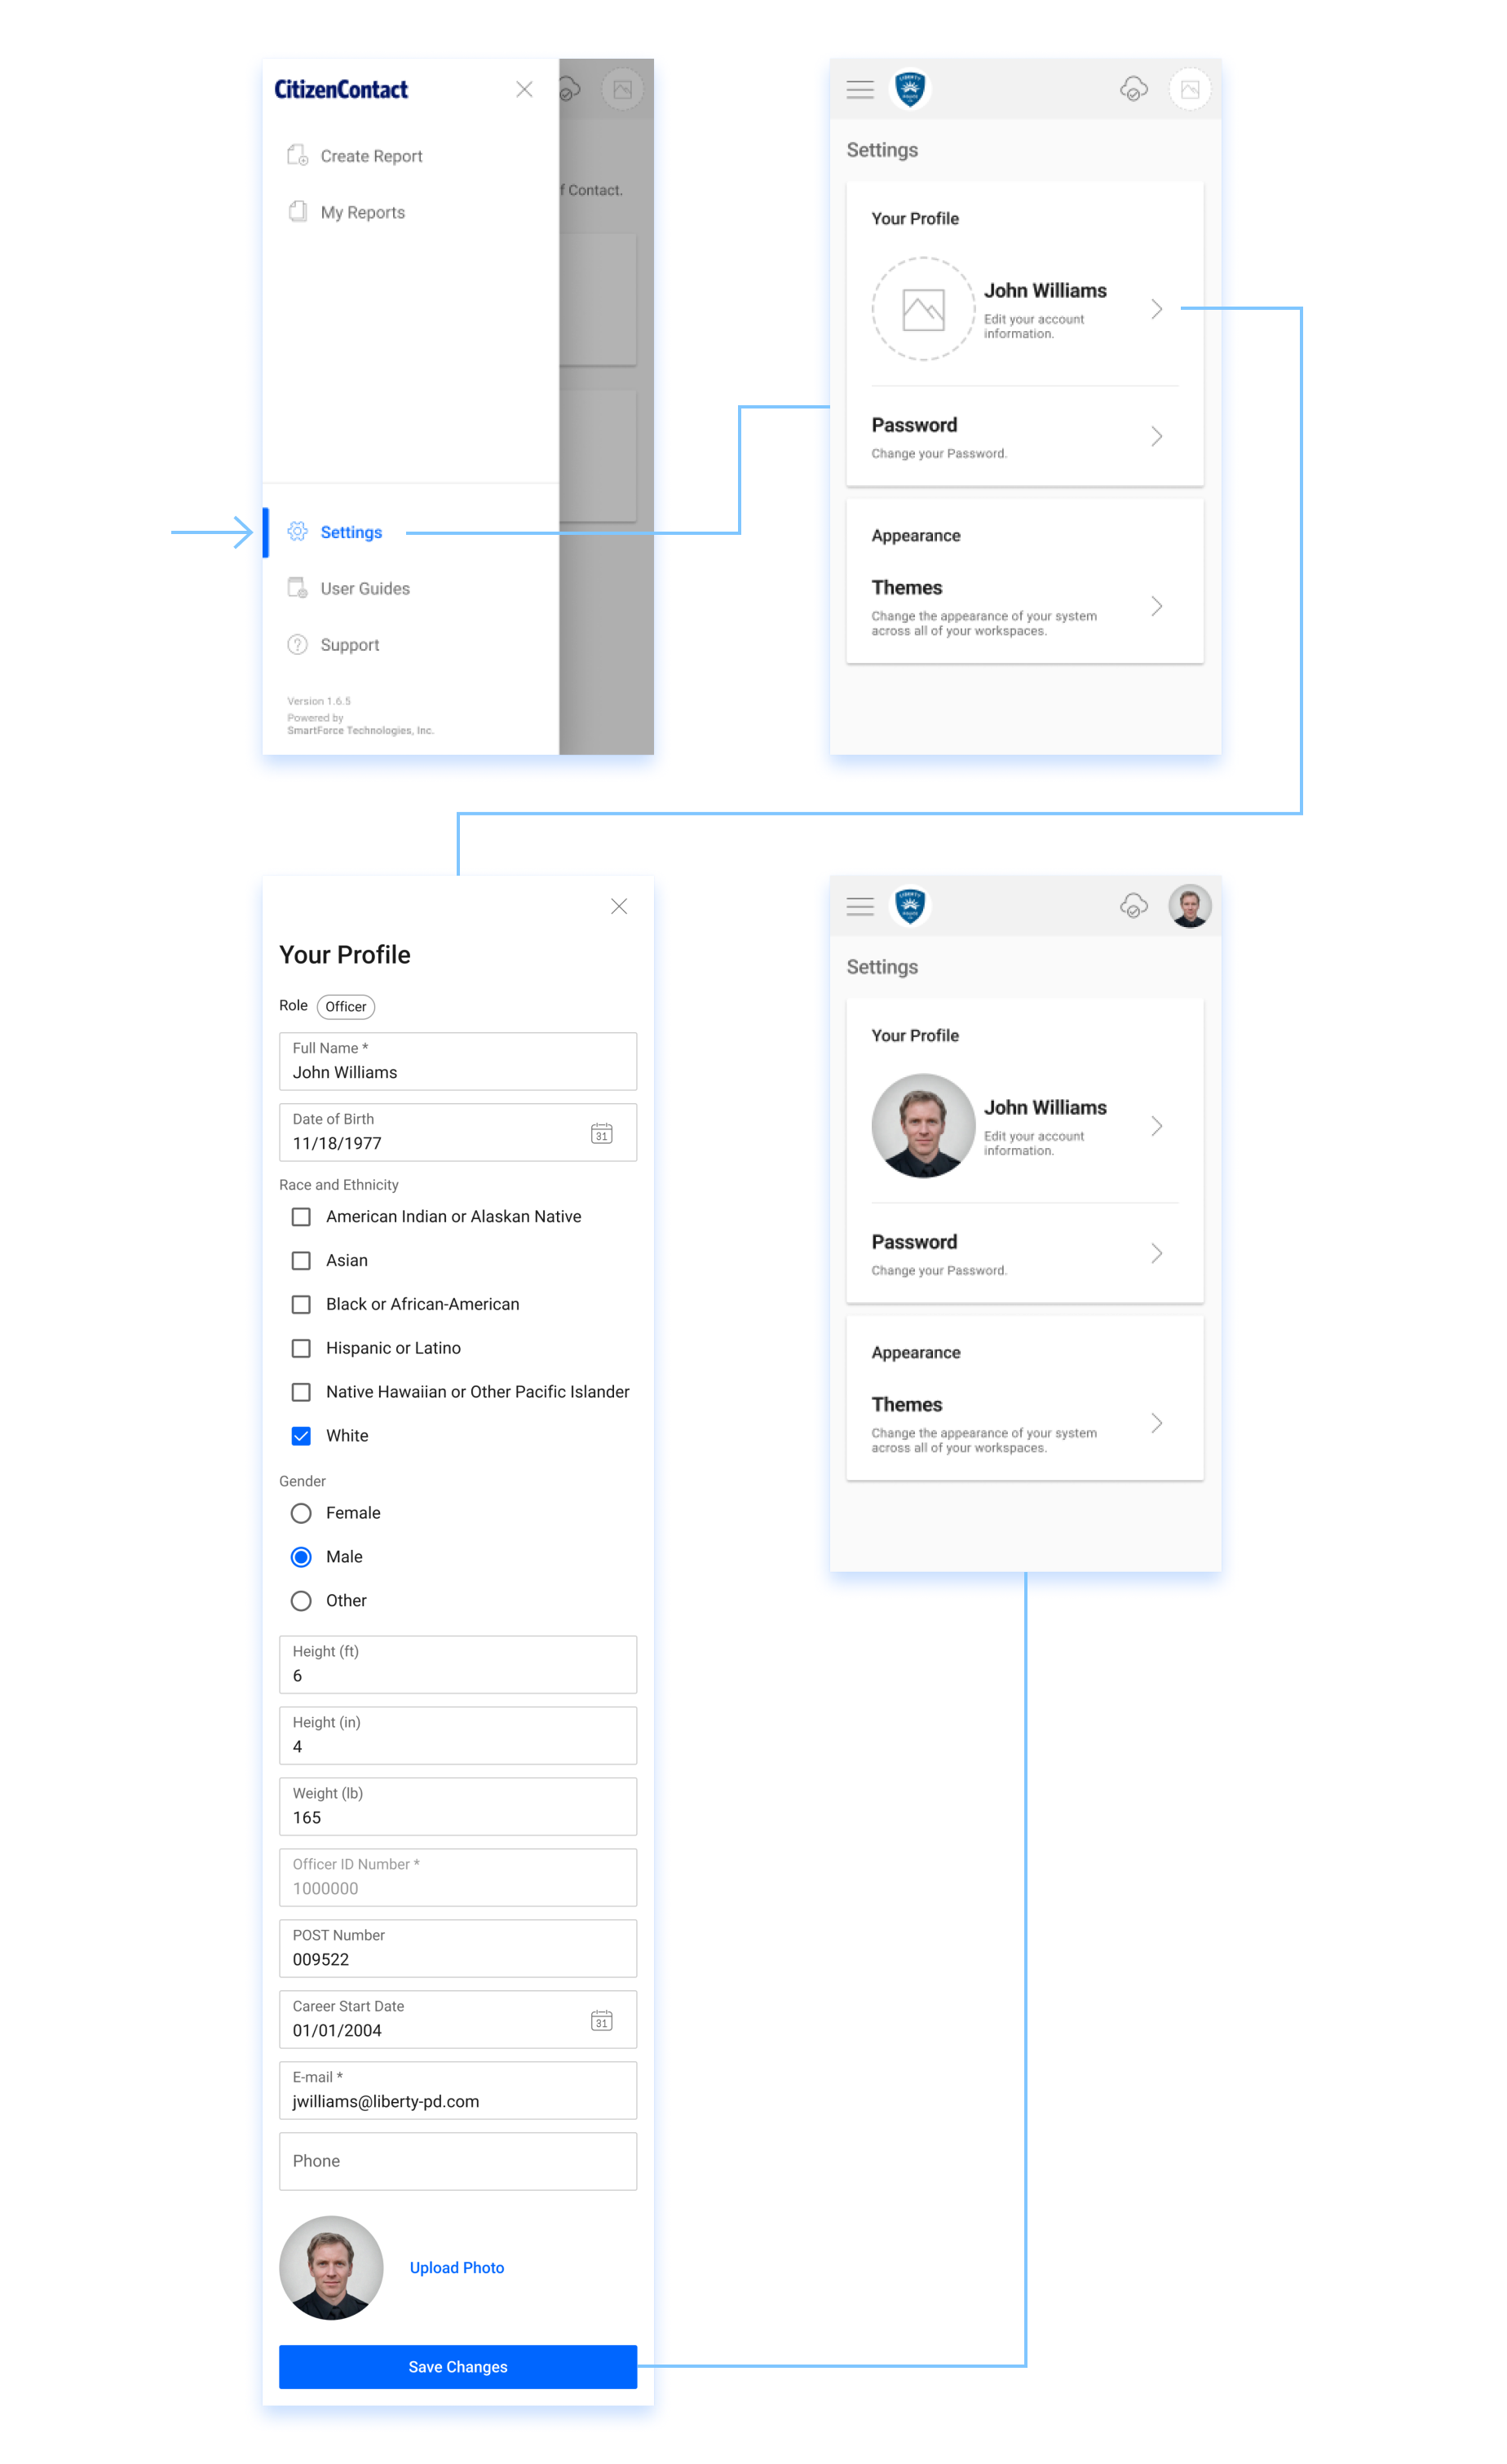 CitizenContact
Create Report
My Reports
f Contact.
Settings
User Guides
Support
Version 1.6.5
Powered by
SmartForce Technologies, Inc.
LIBERTY
POLICE
Settings
Your Profile
John Williams
Edit your account
information.
Password
Change your Password.
Appearance
Themes
Change the appearance of your system
across all of your workspaces.
Your Profile
Role Officer
Full Name *
John Williams
Date of Birth
11/18/1977
31
Race and Ethnicity
American Indian or Alaskan Native
Asian
Black or African-American
Hispanic or Latino
Native Hawaiian or Other Pacific Islander
White
Gender
Female
Male
Other
Height (ft)
6
Height (in)
4
Weight (lb)
165
Officer ID Number *
1000000
POST Number
009522
Career Start Date
01/01/2004
31
E-mail *
jwilliams@liberty-pd.com
Phone
Upload Photo
Save Changes
LIBERTY
POLICE
Settings
Your Profile
John Williams
Edit your account
information.
Password
Change your Password.
Appearance
Themes
Change the appearance of your system
across all of your workspaces.